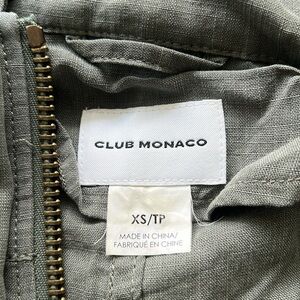 CLUB MONACO
XS/TP
MADE IN CHINA/
FABRIQUÉ EN CHINE